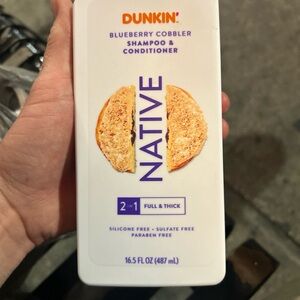 DUNKIN'
BLUEBERRY COBBLER
SHAMPOO &
CONDITIONER
NATIVE
2 IN 1 FULL & THICK
SILICONE FREE • SULFATE FREE
PARABEN FREE
16.5 FL OZ (487 mL)